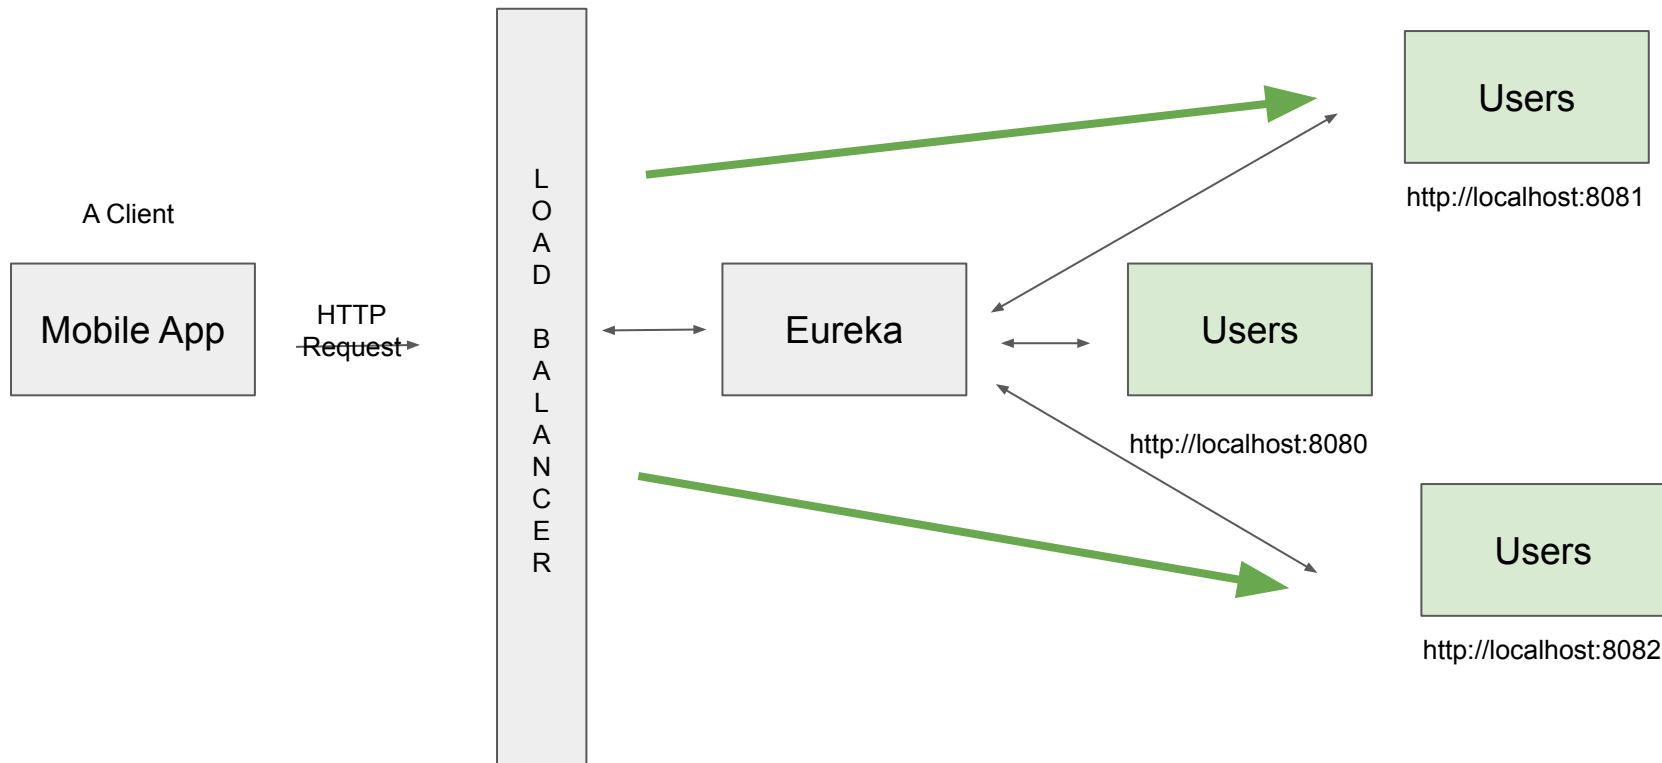 A Client
Mobile App
HTTP
Request
L
O
A
D
B
A
L
A
N
C
E
R
Eureka
Users
http://localhost:8081
Users
http://localhost:8080
Users
http://localhost:8082